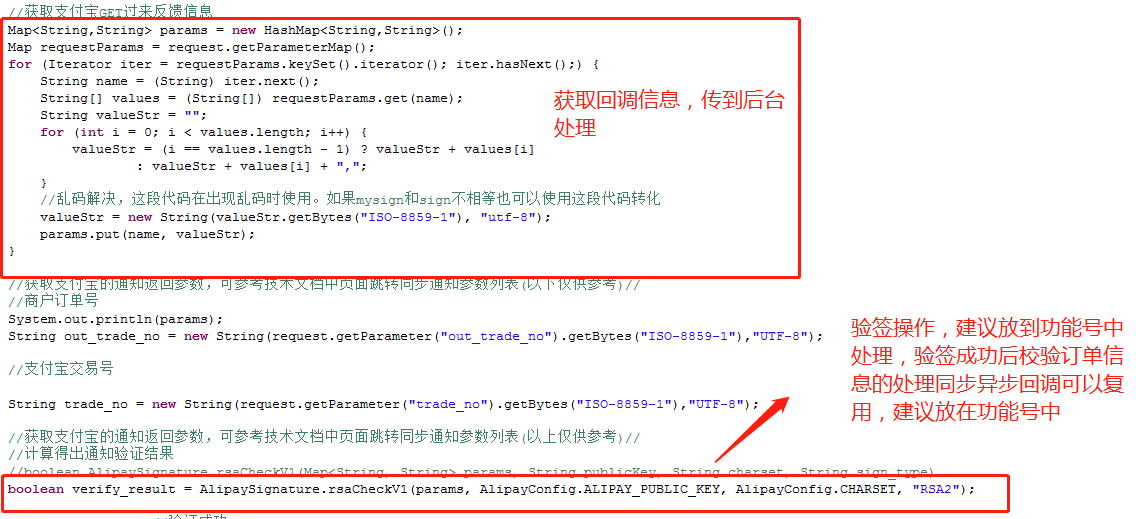 //获取支付宝GET过来反馈信息
Map<String,String> params = new HashMap<String,String>();
Map requestParams = request.getParameterMap();
for (Iterator iter = requestParams.keySet().iterator(); iter.hasNext();) {
String name = (String) iter.next();
String[] values = (String[]) requestParams.get(name);
String valueStr = "";
for (int i = 0; i < values.length; i++) {
valueStr = (i == values.length - 1) ? valueStr + values[i]
: valueStr + values[i] + ",";
}
//乱码解决，这段代码在出现乱码时使用。如果mysign和sign不相等也可以使用这段代码转化
valueStr = new String(valueStr.getBytes("ISO-8859-1"), "utf-8");
params.put(name, valueStr);
}
获取回调信息，传到后台
处理
//获取支付宝的通知返回参数，可参考技术文档中页面跳转同步通知参数列表(以下仅供参考)//
//商户订单号
System.out.println(params);
String out_trade_no = new String(request.getParameter("out_trade_no").getBytes("ISO-8859-1"),"UTF-8");
//支付宝交易号
String trade_no = new String(request.getParameter("trade_no").getBytes("ISO-8859-1"),"UTF-8");
验签操作，建议放到功能号中
处理，验签成功后校验订单信
息的处理同步异步回调可以复
用，建议放在功能号中
//获取支付宝的通知返回参数，可参考技术文档中页面跳转同步通知参数列表(以上仅供参考)//
//计算得出通知验证结果
//boolean AlipaySignature.rsaCheckV1(Map<String, String> params, String publicKey, String charset, String sign_type)
boolean verify_result = AlipaySignature.rsaCheckV1(params, AlipayConfig.ALIPAY_PUBLIC_KEY, AlipayConfig.CHARSET, "RSA2");
//验证成功